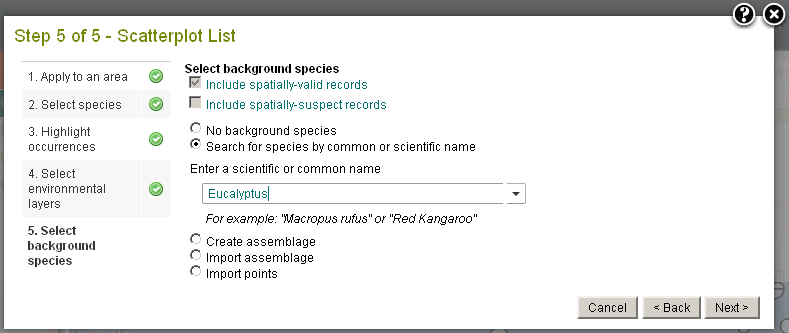 Step 5 of 5 - Scatterplot List
1. Apply to an area
2. Select species
3. Highlight
occurrences
4. Select
environmental
layers
5. Select
background
species
Select background species
Include spatially-valid records
Include spatially-suspect records
No background species
Search for species by common or scientific name
Enter a scientific or common name
Eucalyptus
For example: "Macropus rufus" or "Red Kangaroo"
Create assemblage
Import assemblage
Import points
Cancel
< Back
Next >